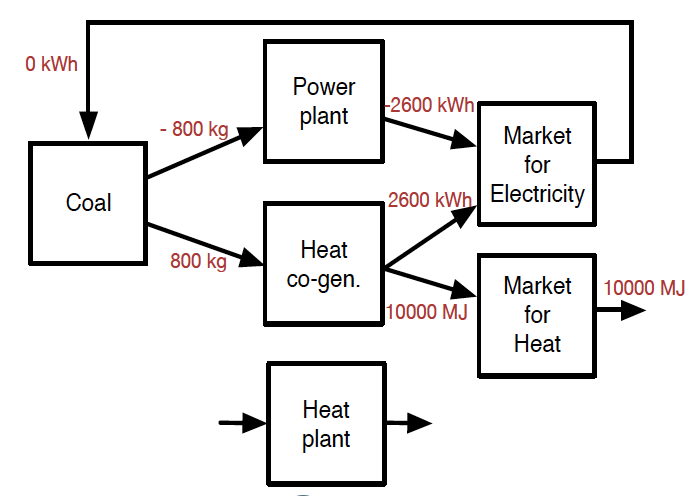 0 kWh
Power
plant
-2600 kWh
- 800 kg
Market
for
Electricity
Coal
2600 kWh
800 kg
Heat
co-gen.
10000 MJ
Market
for
Heat
10000 MJ
Heat
plant